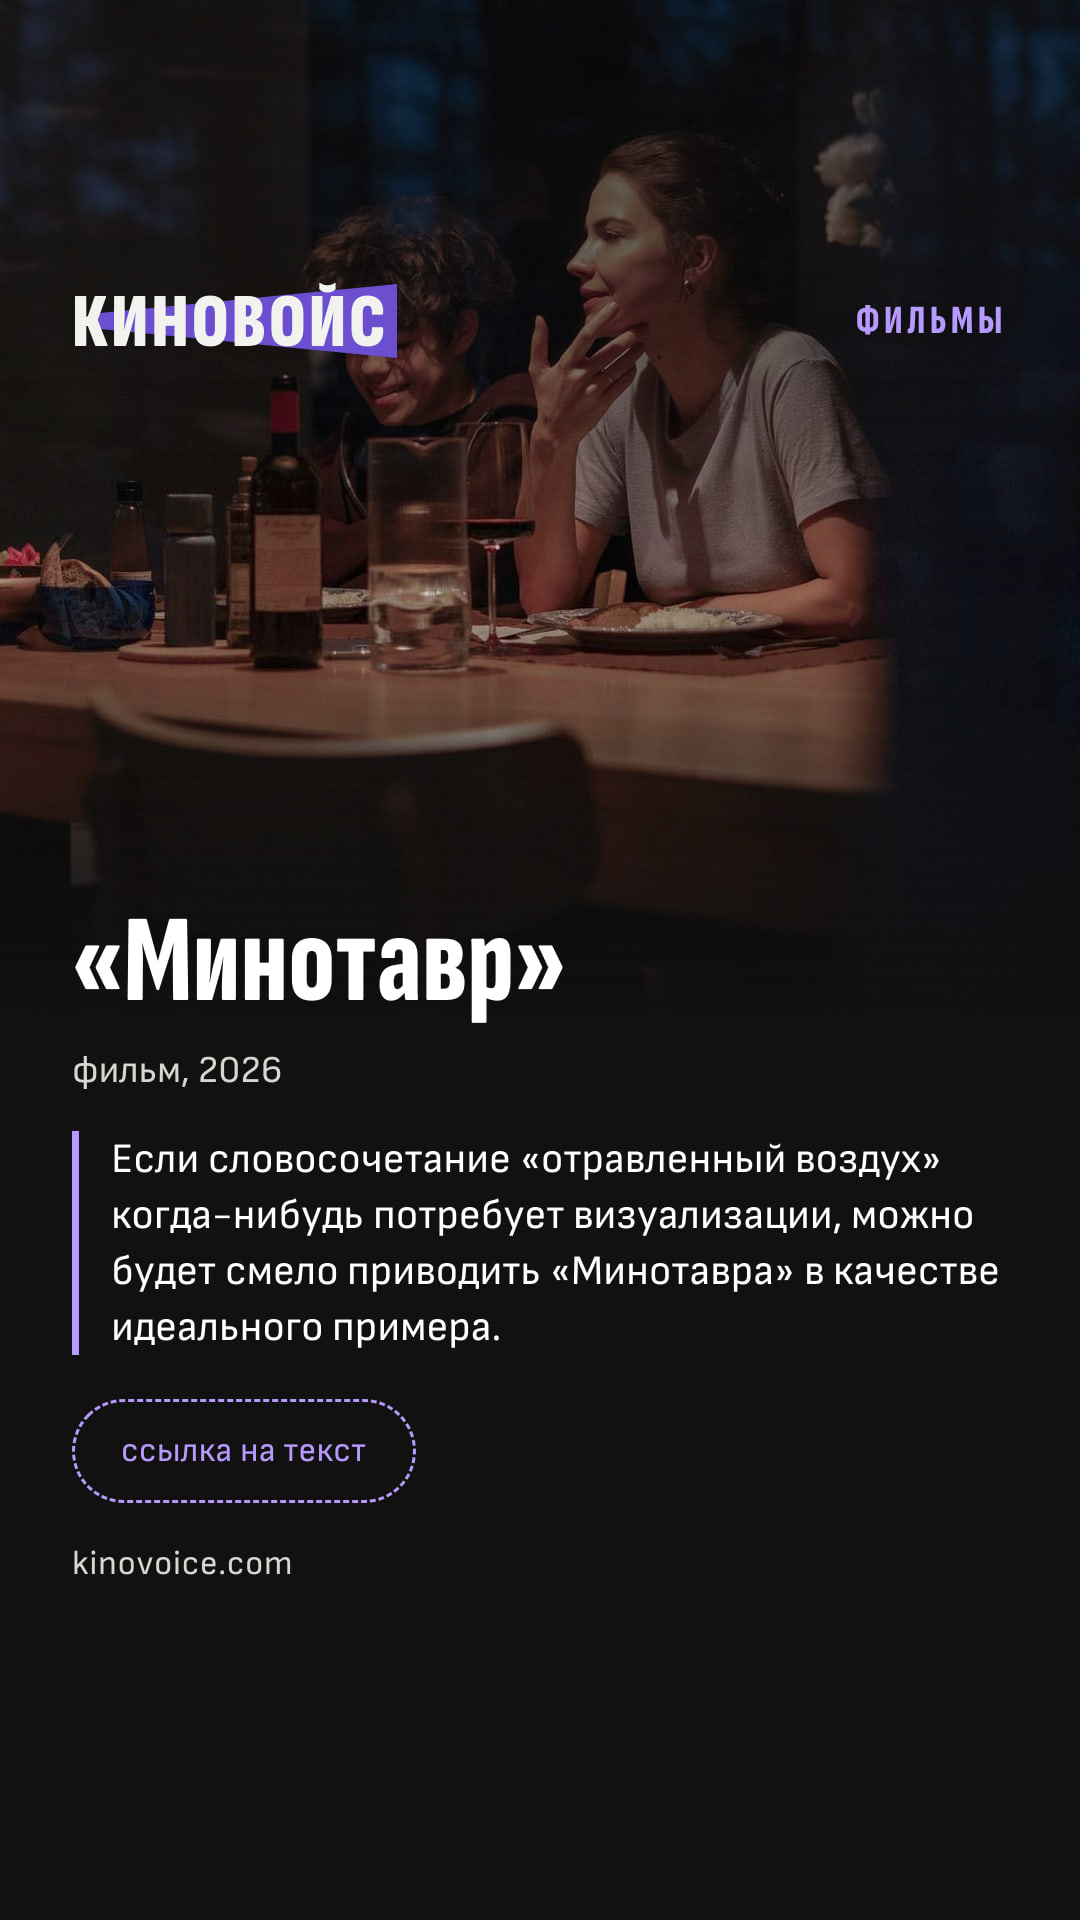 КИНОВОЙС
ФИЛЬМЫ
«Минотавр»
фильм, 2026
Если словосочетание «отравленный воздух»
когда-нибудь потребует визуализации, можно
будет смело приводить «Минотавра» в качестве
идеального примера.
ссылка на текст
kinovoice.com